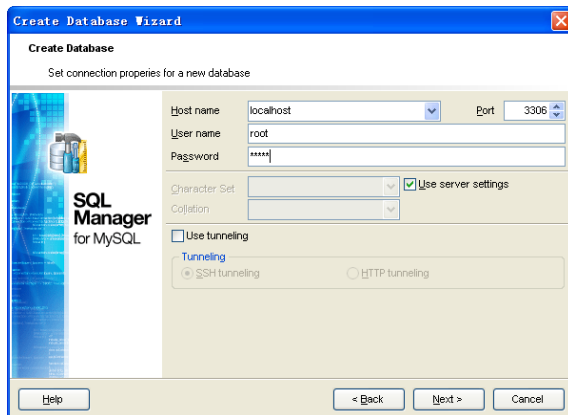 Create Database Wizard
Create Database
Set connection properies for a new database
Host name localhost Port 3306
User name root
Password *****
Character Set Use server settings
Collation
Use tunneling
Tunneling
SSH tunneling HTTP tunneling
SQL
Manager
for MySQL
Help < Back Next > Cancel